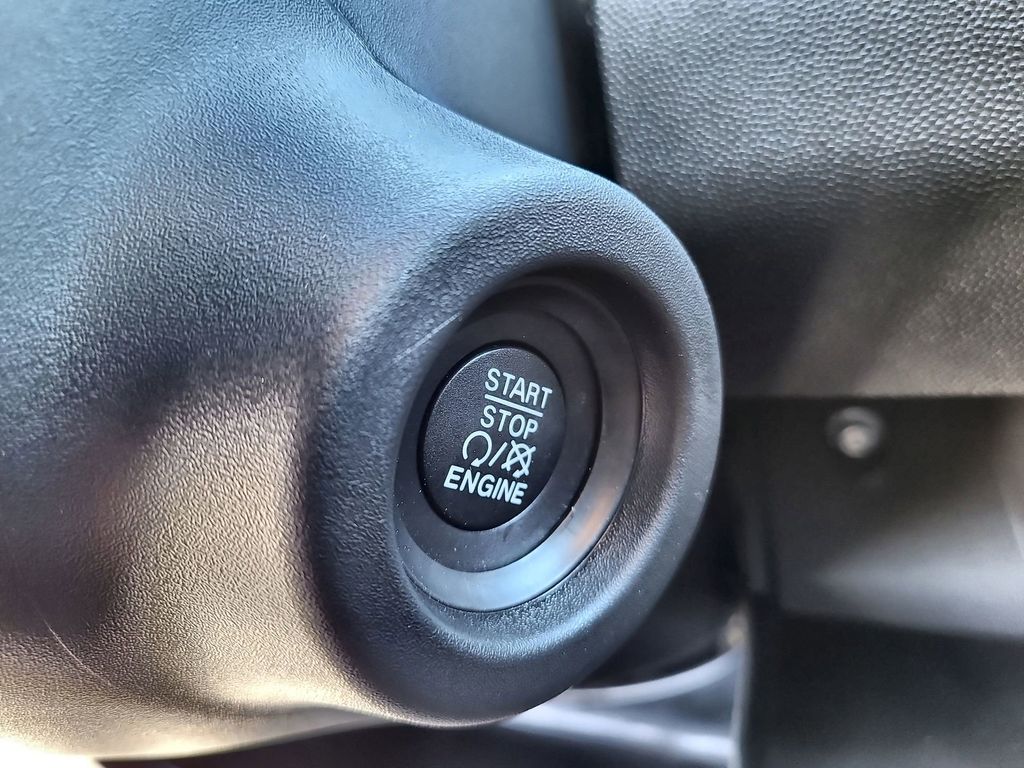 START
STOP
/
ENGINE